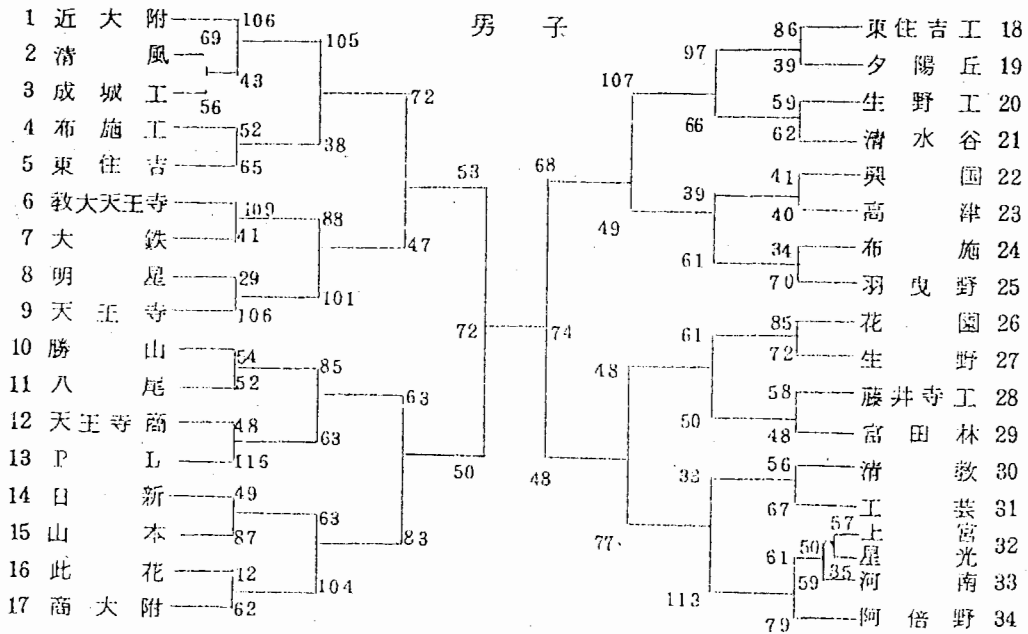 男子
1 近大附
2 清風
3 成城工
4 布施工
5 東住吉
6 教大天王寺
7 大鉄
8 明星
9 天王寺
10 勝山
11 八尾
12 天王寺商
13 PL
14 日新
15 山本
16 此花
17 商大附
106
69
43
56
52
65
109
41
29
106
54
52
48
115
49
87
12
62
105
38
88
101
85
63
63
104
72
47
63
83
53
50
72
74
68
48
107
49
48
77
97
66
39
61
61
50
33
113
86
39
59
62
41
40
34
70
85
72
58
48
56
67
57
50
35
61
59
79
東住吉工 18
夕陽丘 19
生野工 20
清水谷 21
興国 22
高津 23
布施 24
羽曳野 25
花園 26
生野 27
藤井寺工 28
富田林 29
清教 30
工芸 31
上宮 32
星光
河南 33
阿倍野 34